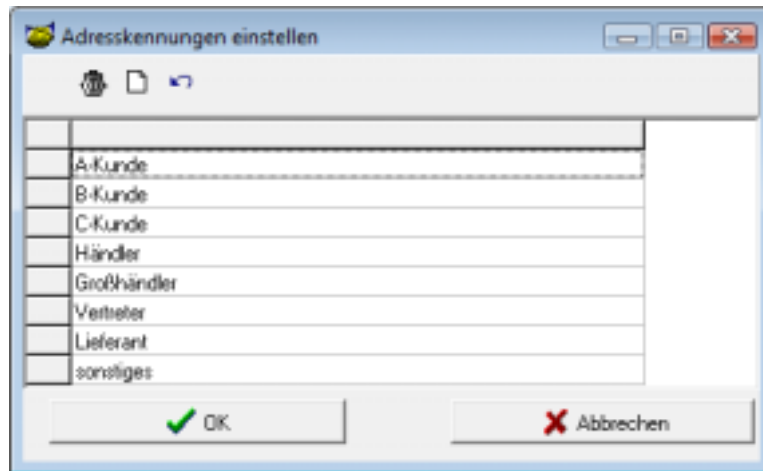 Adresskennungen einstellen
A-Kunde
B-Kunde
C-Kunde
Händler
Großhändler
Vertreter
Lieferant
sonstiges
OK Abbrechen